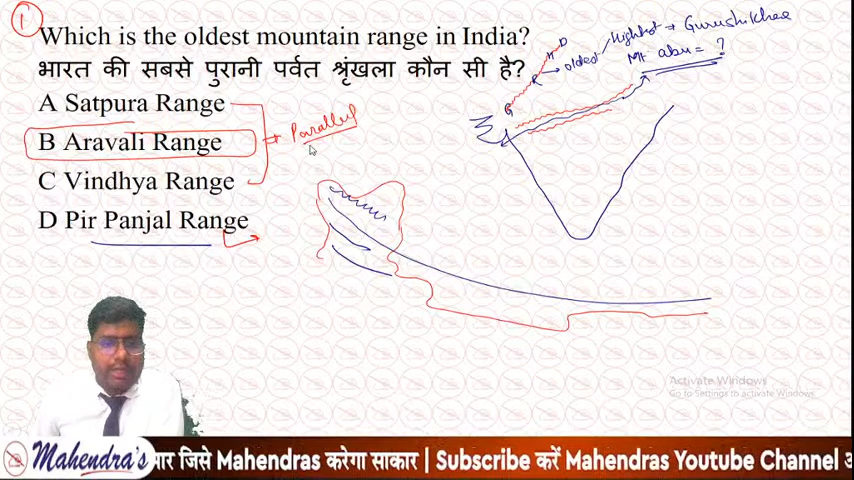 ①
Which is the oldest mountain range in India?
भारत की सबसे पुरानी पर्वत श्रृंखला कौन सी है?
A Satpura Range
B Aravali Range
C Vindhya Range
D Pir Panjal Range
Parallel
G R H D
oldest
highest → Gurushikhar
Mt abu = ?
Activate Windows
Go to Settings to activate Windows.
Mahendra's
मार जिसे Mahendras करेगा साकार | Subscribe करें Mahendras Youtube Channel